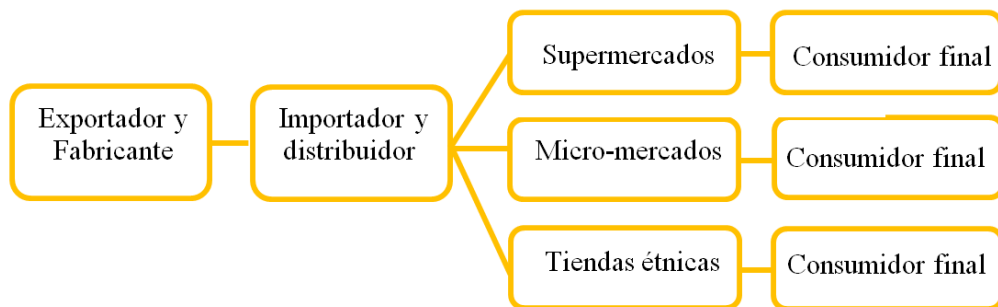 Exportador y
Fabricante
Importador y
distribuidor
Supermercados
Consumidor final
Micro-mercados
Consumidor final
Tiendas étnicas
Consumidor final